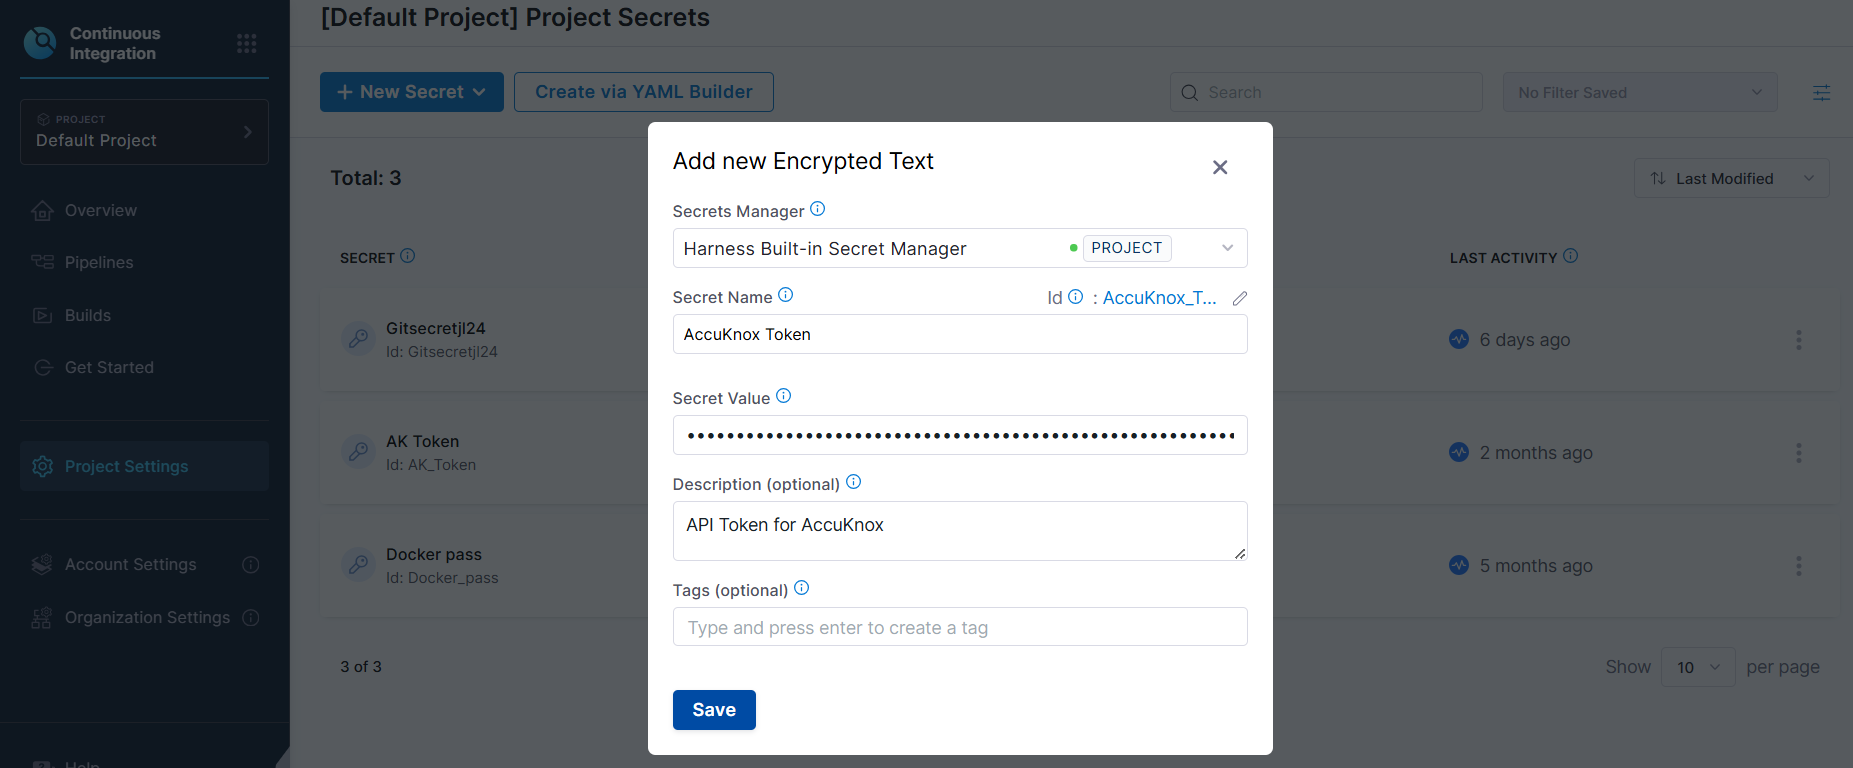 Continuous
Integration
PROJECT
Default Project
Overview
Pipelines
Builds
Get Started
Project Settings
Account Settings
Organization Settings
Help
[Default Project] Project Secrets
+ New Secret
Create via YAML Builder
Search
No Filter Saved
Total: 3
Last Modified
SECRET
LAST ACTIVITY
Gitsecretjl24
Id: Gitsecretjl24
6 days ago
AK Token
Id: AK_Token
2 months ago
Docker pass
Id: Docker_pass
5 months ago
3 of 3
Show 10 per page
Add new Encrypted Text
Secrets Manager
Harness Built-in Secret Manager PROJECT
Secret Name Id : AccuKnox_T...
AccuKnox Token
Secret Value
Description (optional)
API Token for AccuKnox
Tags (optional)
Type and press enter to create a tag
Save